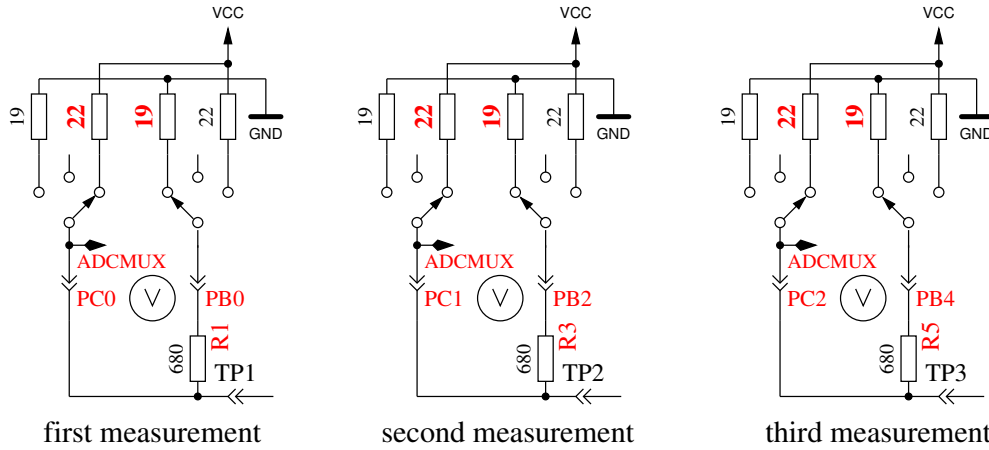 VCC
19
22
19
22
GND
ADCMUX
PC0
V
PB0
R1
680
TP1
first measurement
VCC
19
22
19
22
GND
ADCMUX
PC1
V
PB2
R3
680
TP2
second measurement
VCC
19
22
19
22
GND
ADCMUX
PC2
V
PB4
R5
680
TP3
third measurement